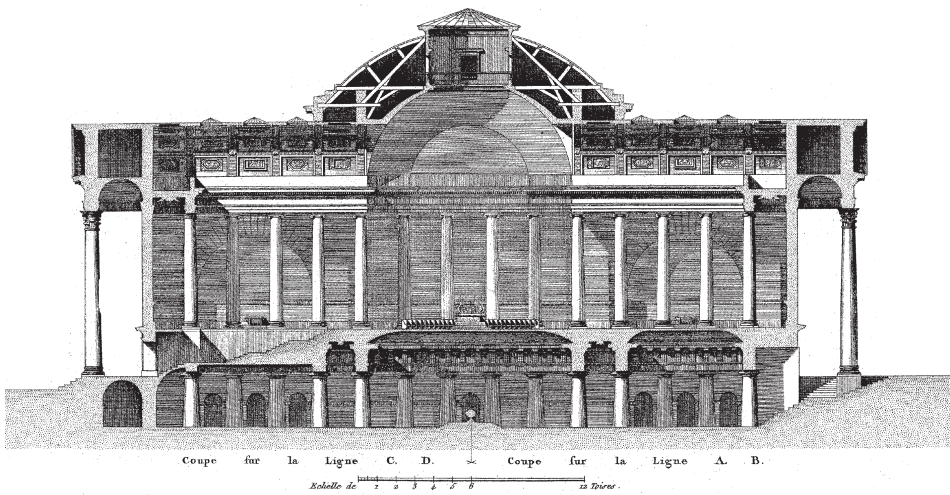 Coupe ſur la Ligne C. D. Coupe ſur la Ligne A. B.
Echelle de 1 2 3 4 5 6 12 Toises.